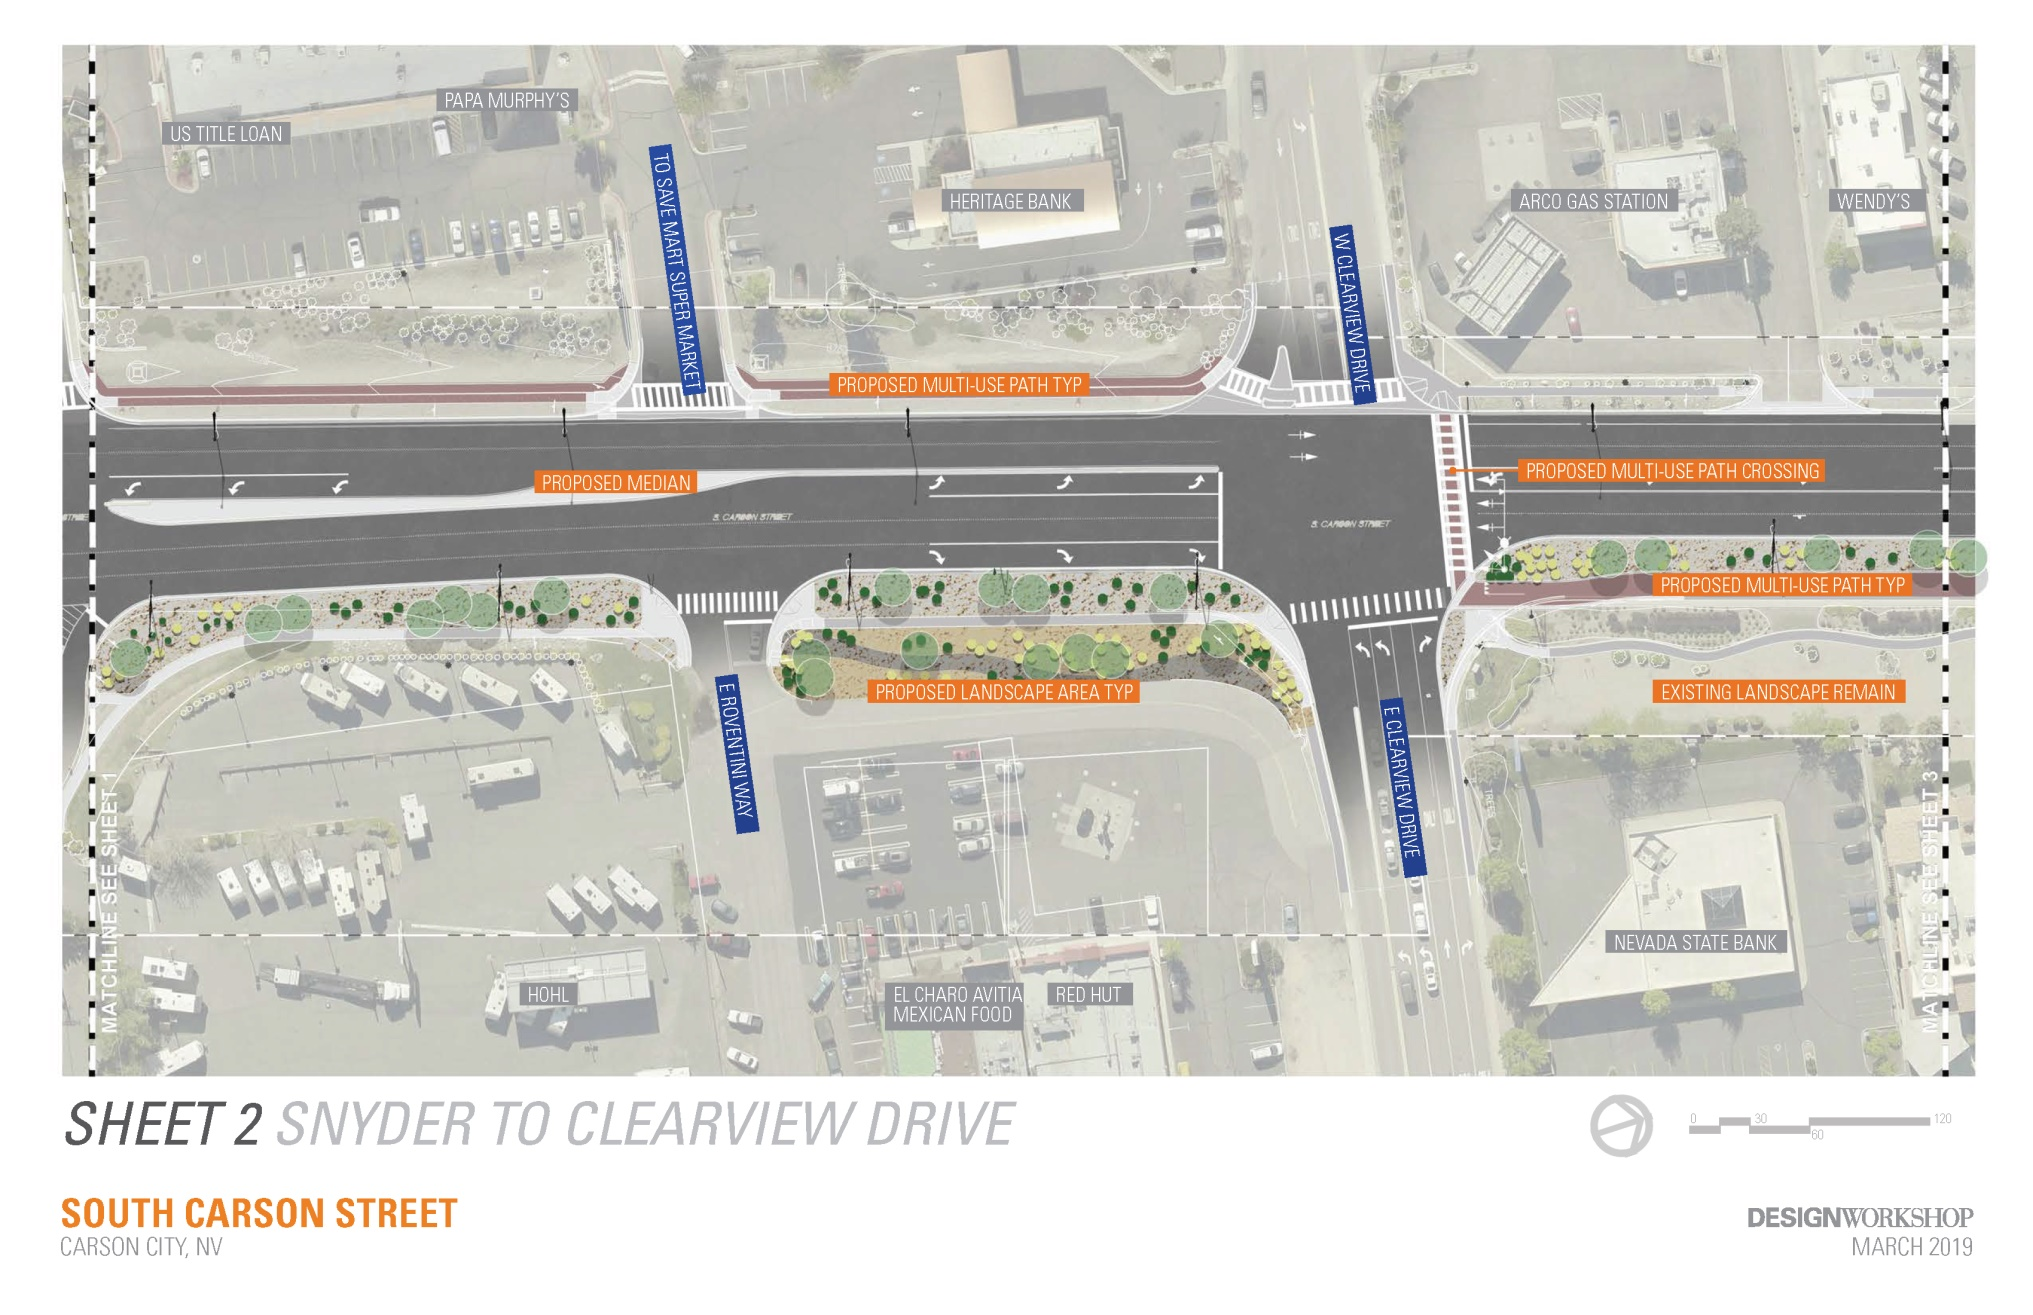 PAPA MURPHY'S
US TITLE LOAN
TO SAVE MART SUPER MARKET
HERITAGE BANK
W CLEARVIEW DRIVE
ARCO GAS STATION
WENDY'S
PROPOSED MULTI-USE PATH TYP
PROPOSED MEDIAN
PROPOSED MULTI-USE PATH CROSSING
S. CARSON STREET
S. CARSON STREET
PROPOSED MULTI-USE PATH TYP
PROPOSED LANDSCAPE AREA TYP
EXISTING LANDSCAPE REMAIN
E ROVENTINI WAY
E CLEARVIEW DRIVE
MATCHLINE SEE SHEET 1
MATCHLINE SEE SHEET 3
NEVADA STATE BANK
HOHL
EL CHARO AVITIA
MEXICAN FOOD
RED HUT
SHEET 2 SNYDER TO CLEARVIEW DRIVE
0 30 60 120
SOUTH CARSON STREET
CARSON CITY, NV
DESIGNWORKSHOP
MARCH 2019